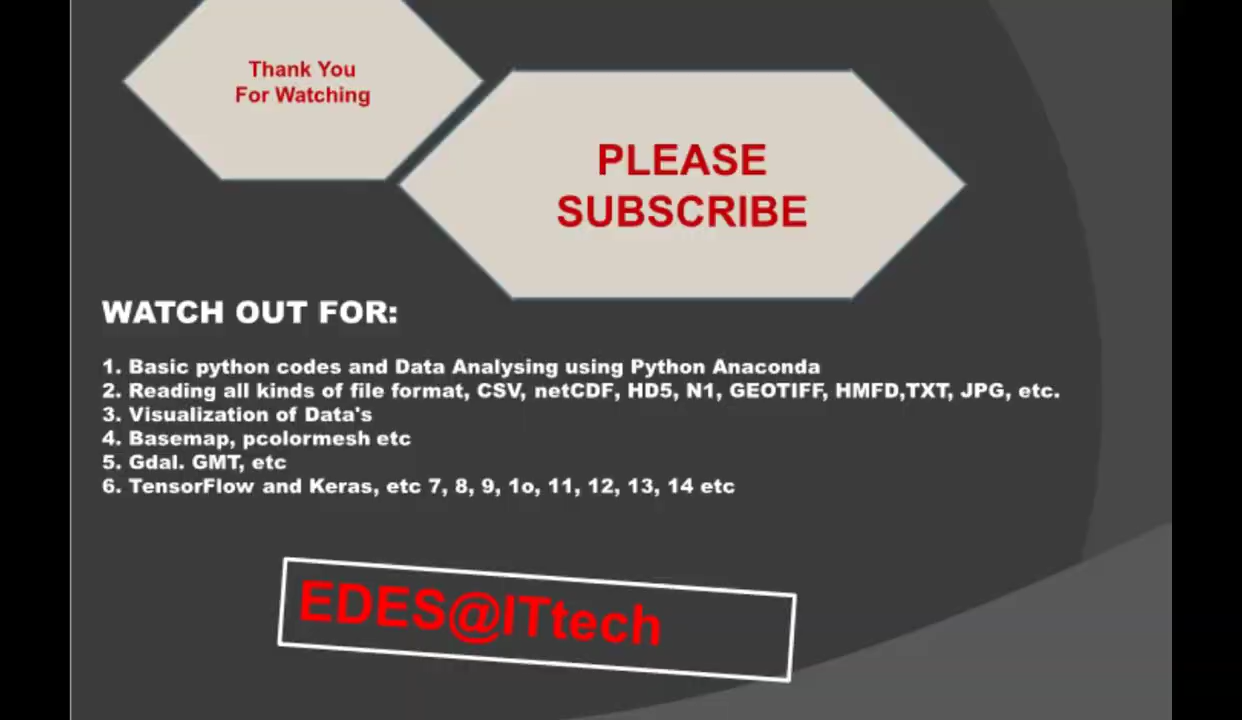 Thank You
For Watching
PLEASE
SUBSCRIBE
WATCH OUT FOR:
1. Basic python codes and Data Analysing using Python Anaconda
2. Reading all kinds of file format, CSV, netCDF, HD5, N1, GEOTIFF, HMFD,TXT, JPG, etc.
3. Visualization of Data's
4. Basemap, pcolormesh etc
5. Gdal. GMT, etc
6. TensorFlow and Keras, etc 7, 8, 9, 1o, 11, 12, 13, 14 etc
EDES@ITtech